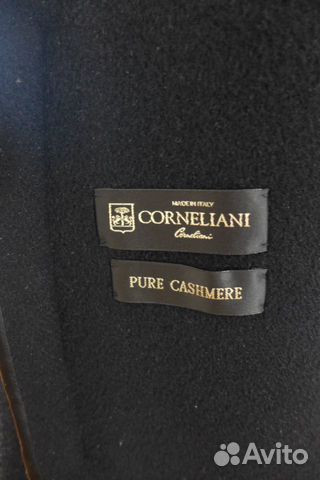 MADE IN ITALY
CORNELIANI
Corneliani
PURE CASHMERE
Avito